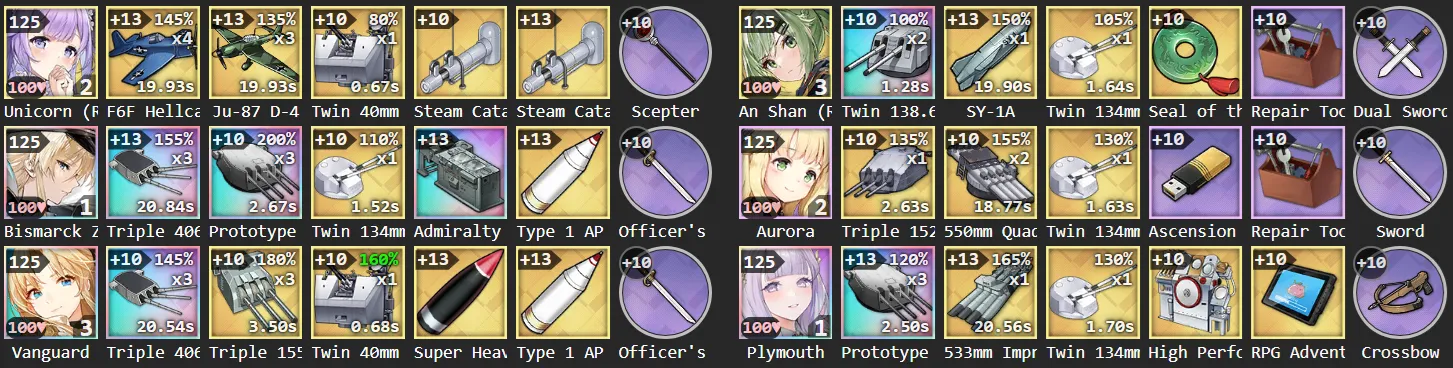 125 +13 145% +13 135% +10 80% +10 +13 +10
x4 x3 x1
100♥ 2 19.93s 19.93s 0.67s
Unicorn (R F6F Hellca Ju-87 D-4 Twin 40mm Steam Cata Steam Cata Scepter
125 +10 100% +13 150% 105% +10 +10 +10
x2 x1 x1
100♥ 3 1.28s 19.90s 1.64s
An Shan (R Twin 138.6 SY-1A Twin 134mm Seal of th Repair Too Dual Sword
125 +13 155% +10 200% +10 110% +13 +13 +10
x3 x3 x1
100♥ 1 20.84s 2.67s 1.52s
Bismarck Z Triple 406 Prototype Twin 134mm Admiralty Type 1 AP Officer's
125 +10 135% +10 155% 130% +10 +10 +10
x1 x2 x1
100♥ 2 2.63s 18.77s 1.63s
Aurora Triple 152 550mm Quad Twin 134mm Ascension Repair Too Sword
125 +10 145% +10 180% +10 160% +13 +13 +10
x3 x3 x1
100♥ 3 20.54s 3.50s 0.68s
Vanguard Triple 406 Triple 155 Twin 40mm Super Heav Type 1 AP Officer's
125 +13 120% +13 165% 130% +10 +10 +10
x3 x1 x1
100♥ 1 2.50s 20.56s 1.70s
Plymouth Prototype 533mm Impr Twin 134mm High Perfo RPG Advent Crossbow